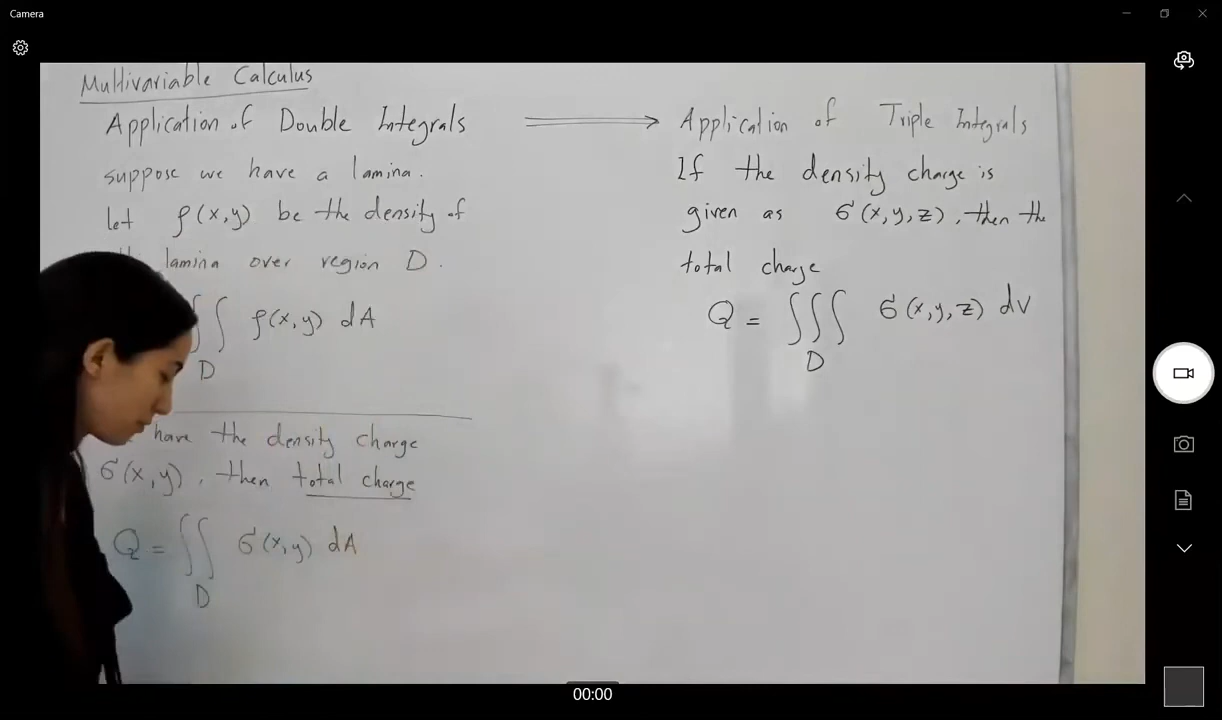 Camera
Multivariable Calculus
Application of Double Integrals
suppose we have a lamina.
let ρ(x,y) be the density of
lamina over region D.
∬ ρ(x,y) dA
D
have the density charge
σ(x,y), then total charge
Q = ∬ σ(x,y) dA
D
Application of Triple Integrals
If the density charge is
given as σ(x,y,z), then the
total charge
Q = ∭ σ(x,y,z) dV
D
00:00